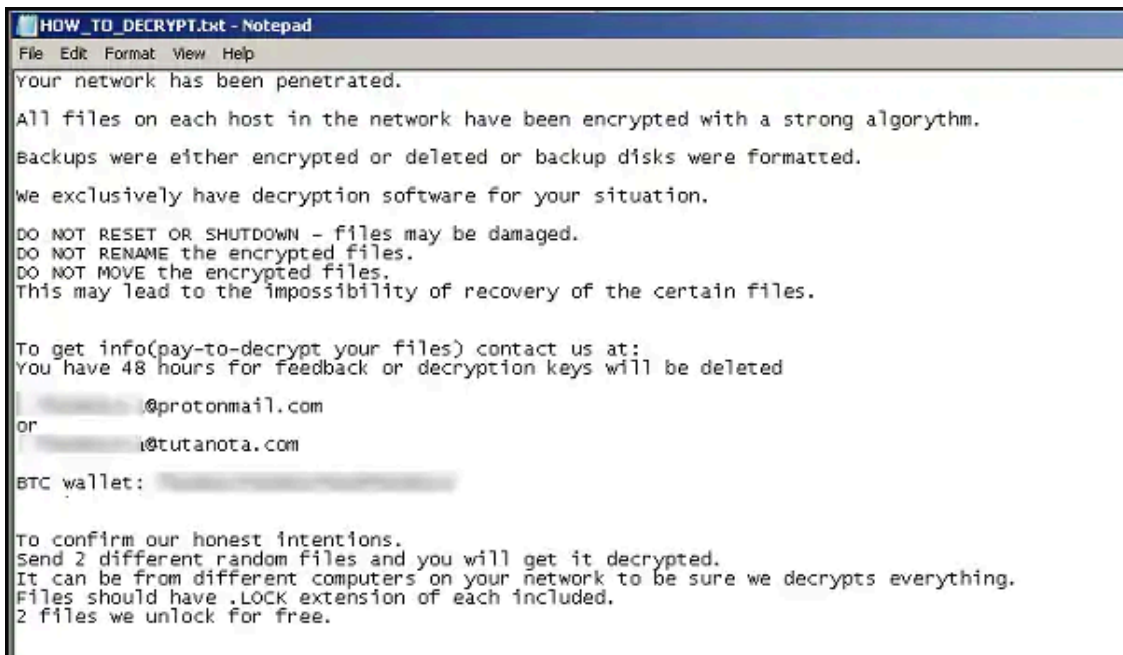 HOW_TO_DECRYPT.txt - Notepad
File Edit Format View Help
Your network has been penetrated.
All files on each host in the network have been encrypted with a strong algorythm.
Backups were either encrypted or deleted or backup disks were formatted.
We exclusively have decryption software for your situation.
DO NOT RESET OR SHUTDOWN - files may be damaged.
DO NOT RENAME the encrypted files.
DO NOT MOVE the encrypted files.
This may lead to the impossibility of recovery of the certain files.
To get info(pay-to-decrypt your files) contact us at:
You have 48 hours for feedback or decryption keys will be deleted
@protonmail.com
or
@tutanota.com
BTC wallet:
To confirm our honest intentions.
Send 2 different random files and you will get it decrypted.
It can be from different computers on your network to be sure we decrypts everything.
Files should have .LOCK extension of each included.
2 files we unlock for free.